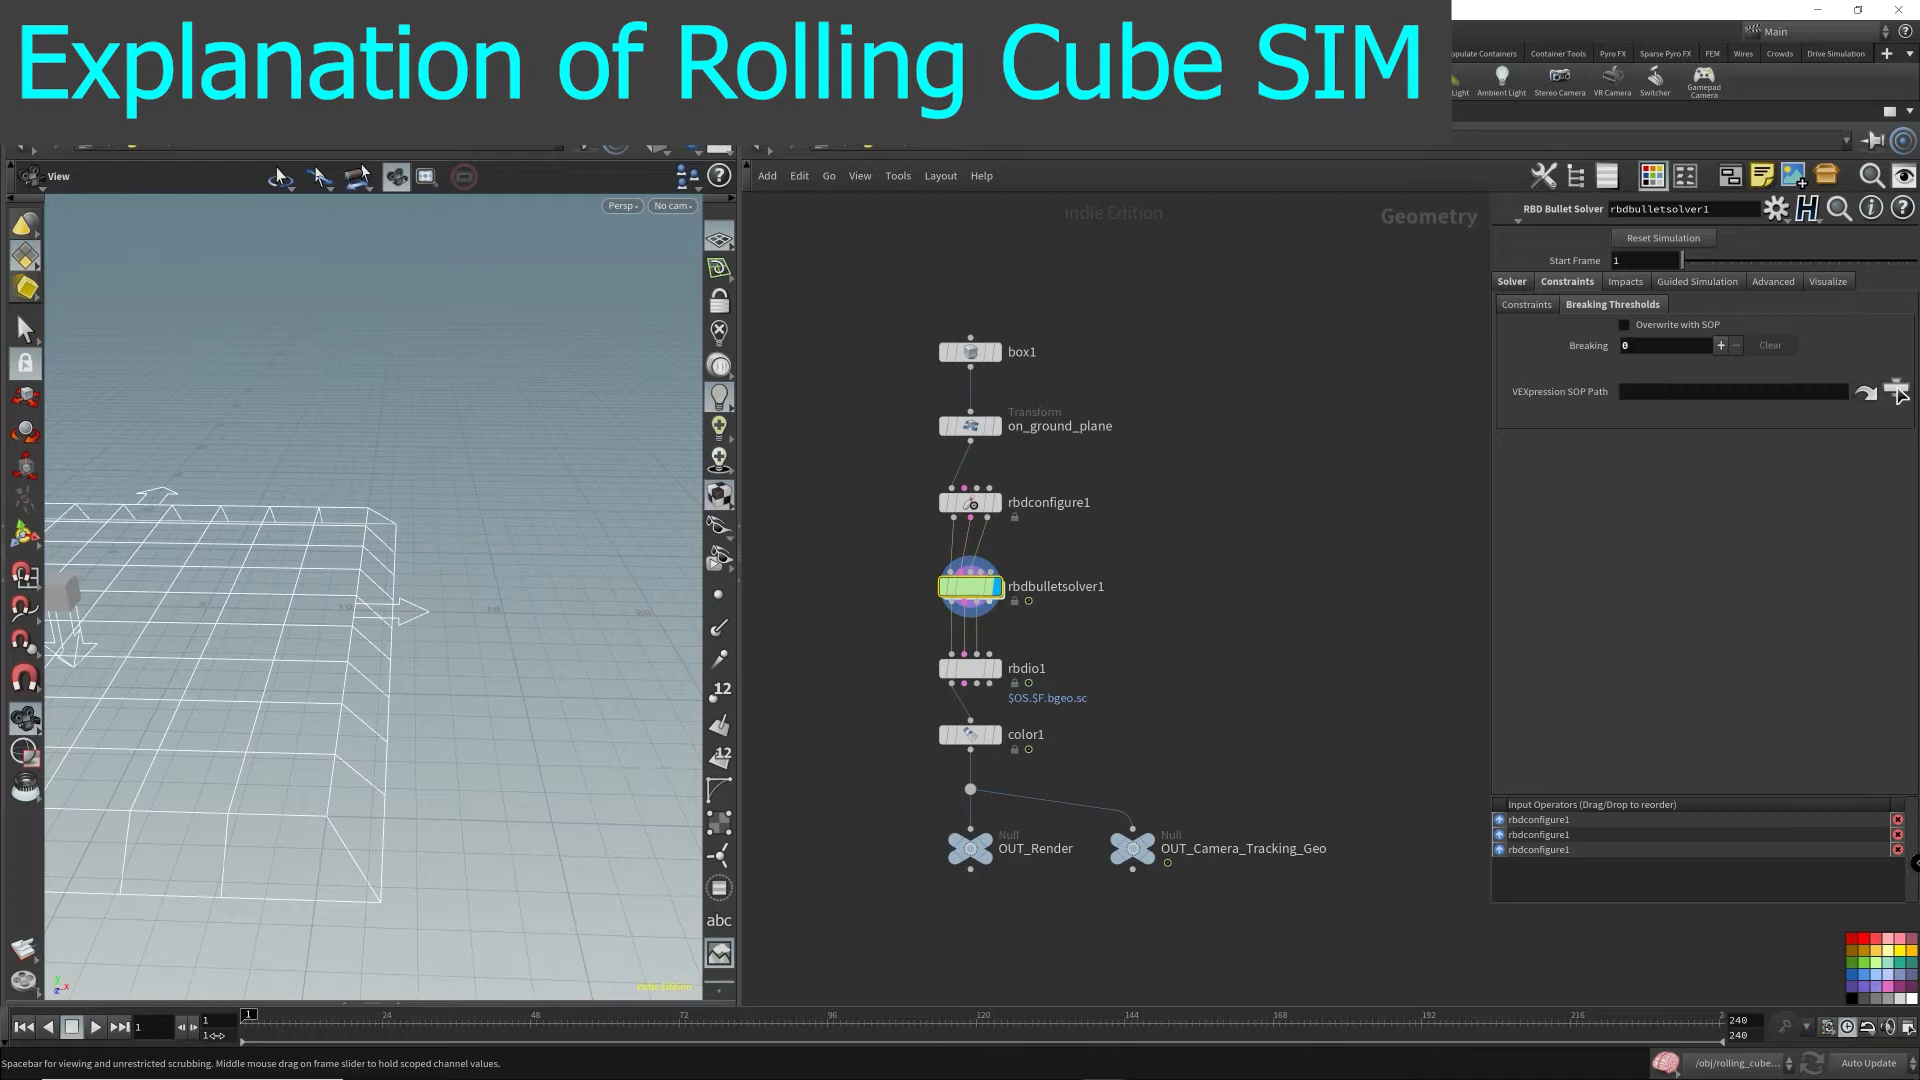 Explanation of Rolling Cube SIM
Main
opulate Containers
Container Tools
Pyro FX
Sparse Pyro FX
FEM
Wires
Crowds
Drive Simulation
Light
Ambient Light
Stereo Camera
VR Camera
Switcher
Gamepad
Camera
View
Persp
No cam
Add
Edit
Go
View
Tools
Layout
Help
Indie Edition
Geometry
RBD Bullet Solver
rbdbulletsolver1
Reset Simulation
Start Frame
1
Solver
Constraints
Impacts
Guided Simulation
Advanced
Visualize
Constraints
Breaking Thresholds
Overwrite with SOP
Breaking
0
Clear
VEXpression SOP Path
box1
Transform
on_ground_plane
rbdconfigure1
rbdbulletsolver1
rbdio1
$OS.$F.bgeo.sc
color1
Null
OUT_Render
Null
OUT_Camera_Tracking_Geo
Input Operators (Drag/Drop to reorder)
rbdconfigure1
rbdconfigure1
rbdconfigure1
12
12
abc
Indie Edition
1
1
1
1
24
48
72
96
120
144
168
192
216
2
240
240
Spacebar for viewing and unrestricted scrubbing. Middle mouse drag on frame slider to hold scoped channel values.
/obj/rolling_cube...
Auto Update